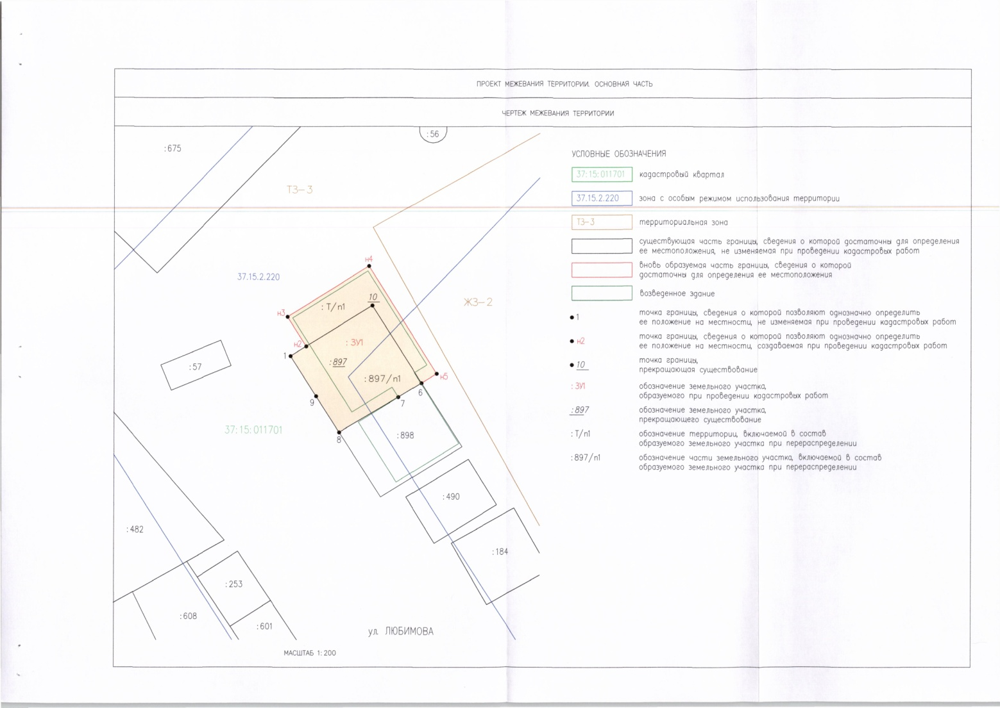 ПРОЕКТ МЕЖЕВАНИЯ ТЕРРИТОРИИ. ОСНОВНАЯ ЧАСТЬ
ЧЕРТЕЖ МЕЖЕВАНИЯ ТЕРРИТОРИИ
:56
:675
ТЗ-3
37.15.2.220
н4
10
:Т/п1
н3
ЖЗ-2
н2
:ЗУ1
1
:897
:57
:897/п1
н5
6
9
7
37:15:011701
8
:898
:490
:482
:184
:253
:608
:601
ул. ЛЮБИМОВА
МАСШТАБ 1:200
УСЛОВНЫЕ ОБОЗНАЧЕНИЯ
37:15:011701 кадастровый квартал
37.15.2.220 зона с особым режимом использования территории
ТЗ-3 территориальная зона
существующая часть границы, сведения о которой достаточны для определения
ее местоположения, не изменяемая при проведении кадастровых работ
вновь образуемая часть границы, сведения о которой
достаточны для определения ее местоположения
возведенное здание
1 точка границы, сведения о которой позволяют однозначно определить
ее положение на местности, не изменяемая при проведении кадастровых работ
н2 точка границы, сведения о которой позволяют однозначно определить
ее положение на местности, создаваемая при проведении кадастровых работ
10 точка границы,
прекращающая существование
:ЗУ1 обозначение земельного участка,
образуемого при проведении кадастровых работ
:897 обозначение земельного участка,
прекращающего существование
:Т/п1 обозначение территории, включаемой в состав
образуемого земельного участка при перераспределении
:897/п1 обозначение части земельного участка, включаемой в состав
образуемого земельного участка при перераспределении